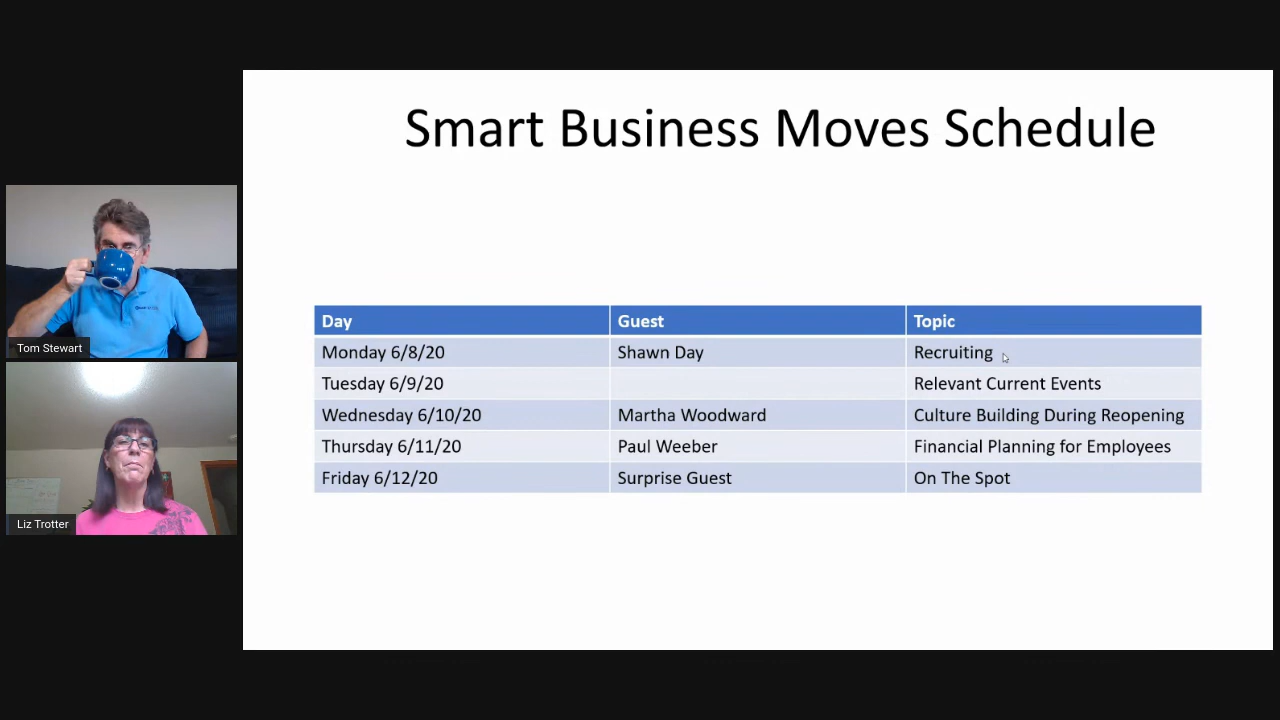 Smart Business Moves Schedule
Day Guest Topic
Monday 6/8/20 Shawn Day Recruiting
Tuesday 6/9/20 Relevant Current Events
Wednesday 6/10/20 Martha Woodward Culture Building During Reopening
Thursday 6/11/20 Paul Weeber Financial Planning for Employees
Friday 6/12/20 Surprise Guest On The Spot
Tom Stewart
Liz Trotter